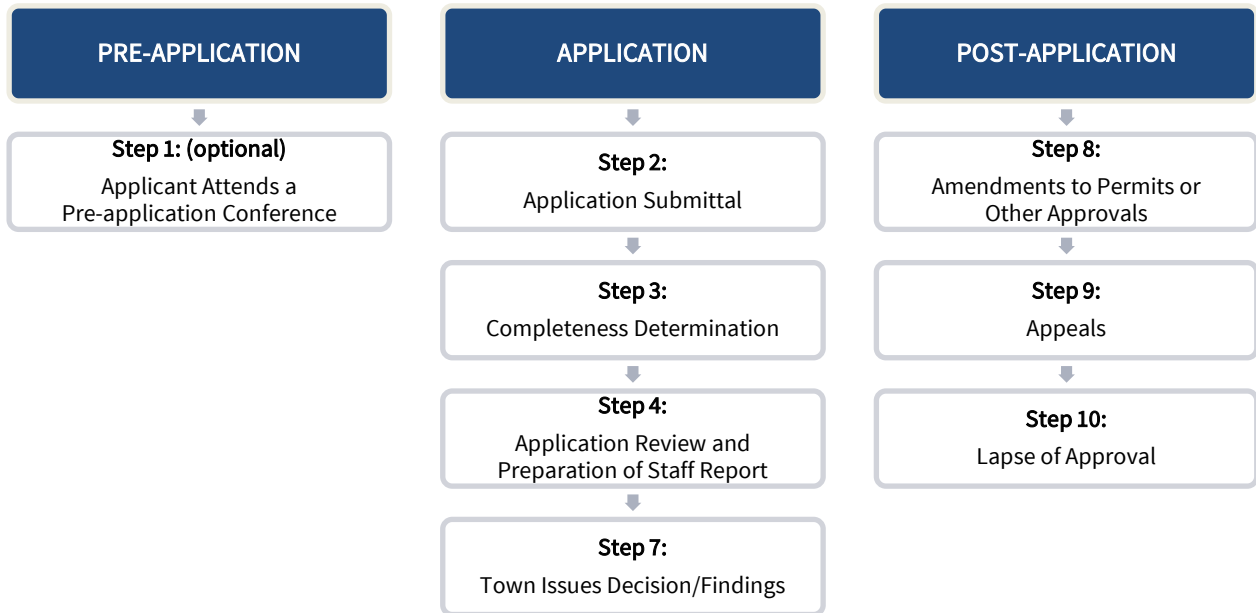 PRE-APPLICATION
Step 1: (optional)
Applicant Attends a
Pre-application Conference
APPLICATION
Step 2:
Application Submittal
Step 3:
Completeness Determination
Step 4:
Application Review and
Preparation of Staff Report
Step 7:
Town Issues Decision/Findings
POST-APPLICATION
Step 8:
Amendments to Permits or
Other Approvals
Step 9:
Appeals
Step 10:
Lapse of Approval